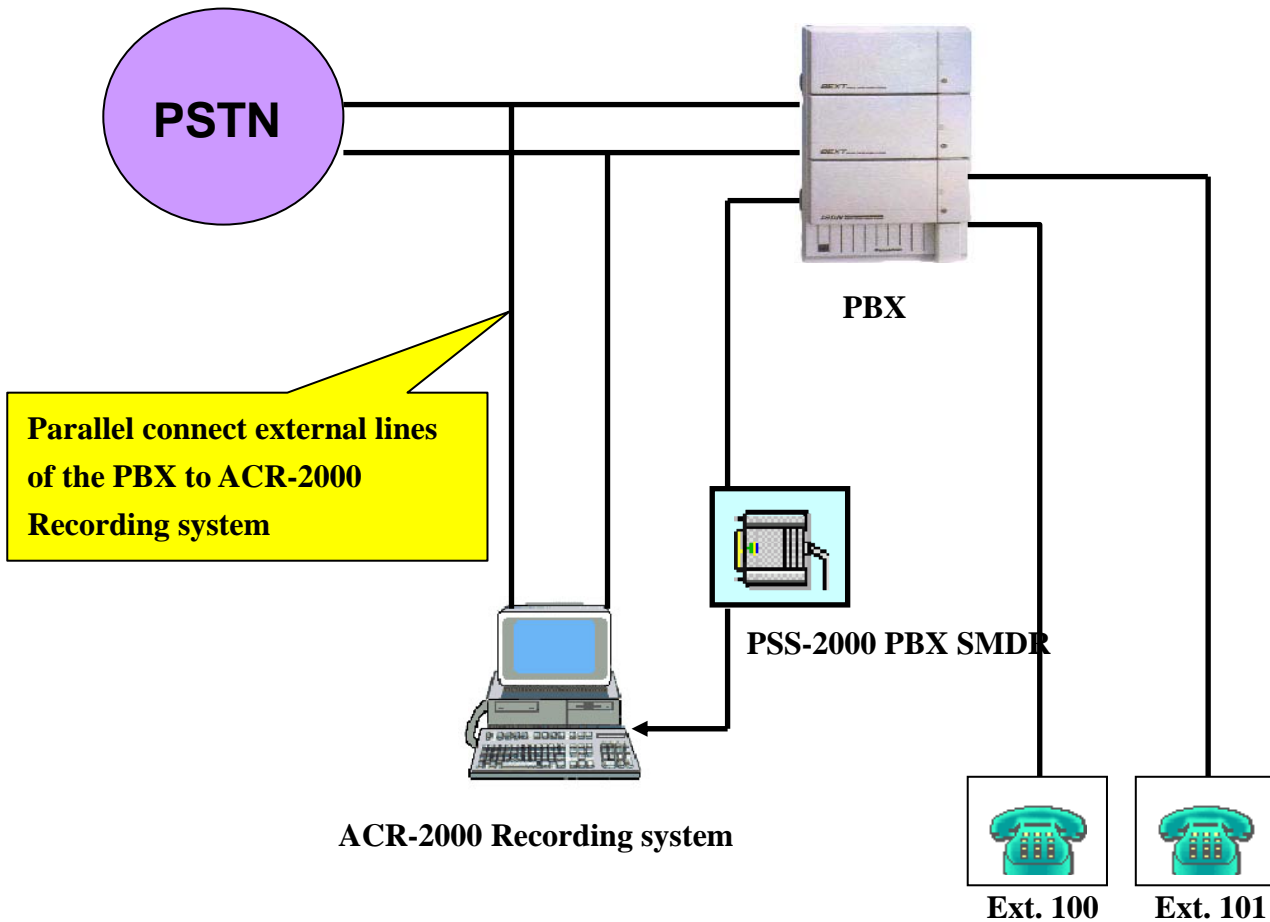 PSTN
PBX
Parallel connect external lines
of the PBX to ACR-2000
Recording system
PSS-2000 PBX SMDR
ACR-2000 Recording system
Ext. 100
Ext. 101